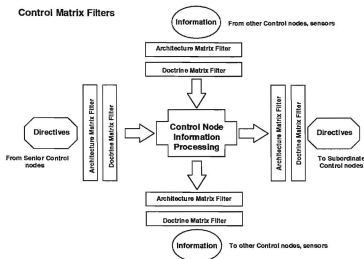 Control Matrix Filters
Information
From other Control nodes, sensors
Architecture Matrix Filter
Doctrine Matrix Filter
Directives
From Senior Control
nodes
Architecture Matrix Filter
Doctrine Matrix Filter
Control Node
Information
Processing
Architecture Matrix Filter
Doctrine Matrix Filter
Directives
To Subordinate
Control nodes
Architecture Matrix Filter
Doctrine Matrix Filter
Information
To other Control nodes, sensors